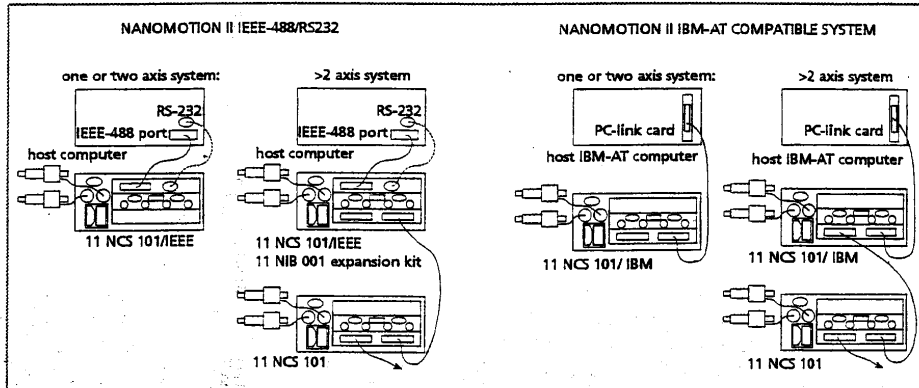 NANOMOTION II IEEE-488/RS232
one or two axis system:
RS-232
IEEE-488 port
host computer
11 NCS 101/IEEE
>2 axis system
RS-232
IEEE-488 port
host computer
11 NCS 101/IEEE
11 NIB 001 expansion kit
11 NCS 101
NANOMOTION II IBM-AT COMPATIBLE SYSTEM
one or two axis system:
PC-link card
host IBM-AT computer
11 NCS 101/ IBM
>2 axis system
PC-link card
host IBM-AT computer
11 NCS 101/ IBM
11 NCS 101